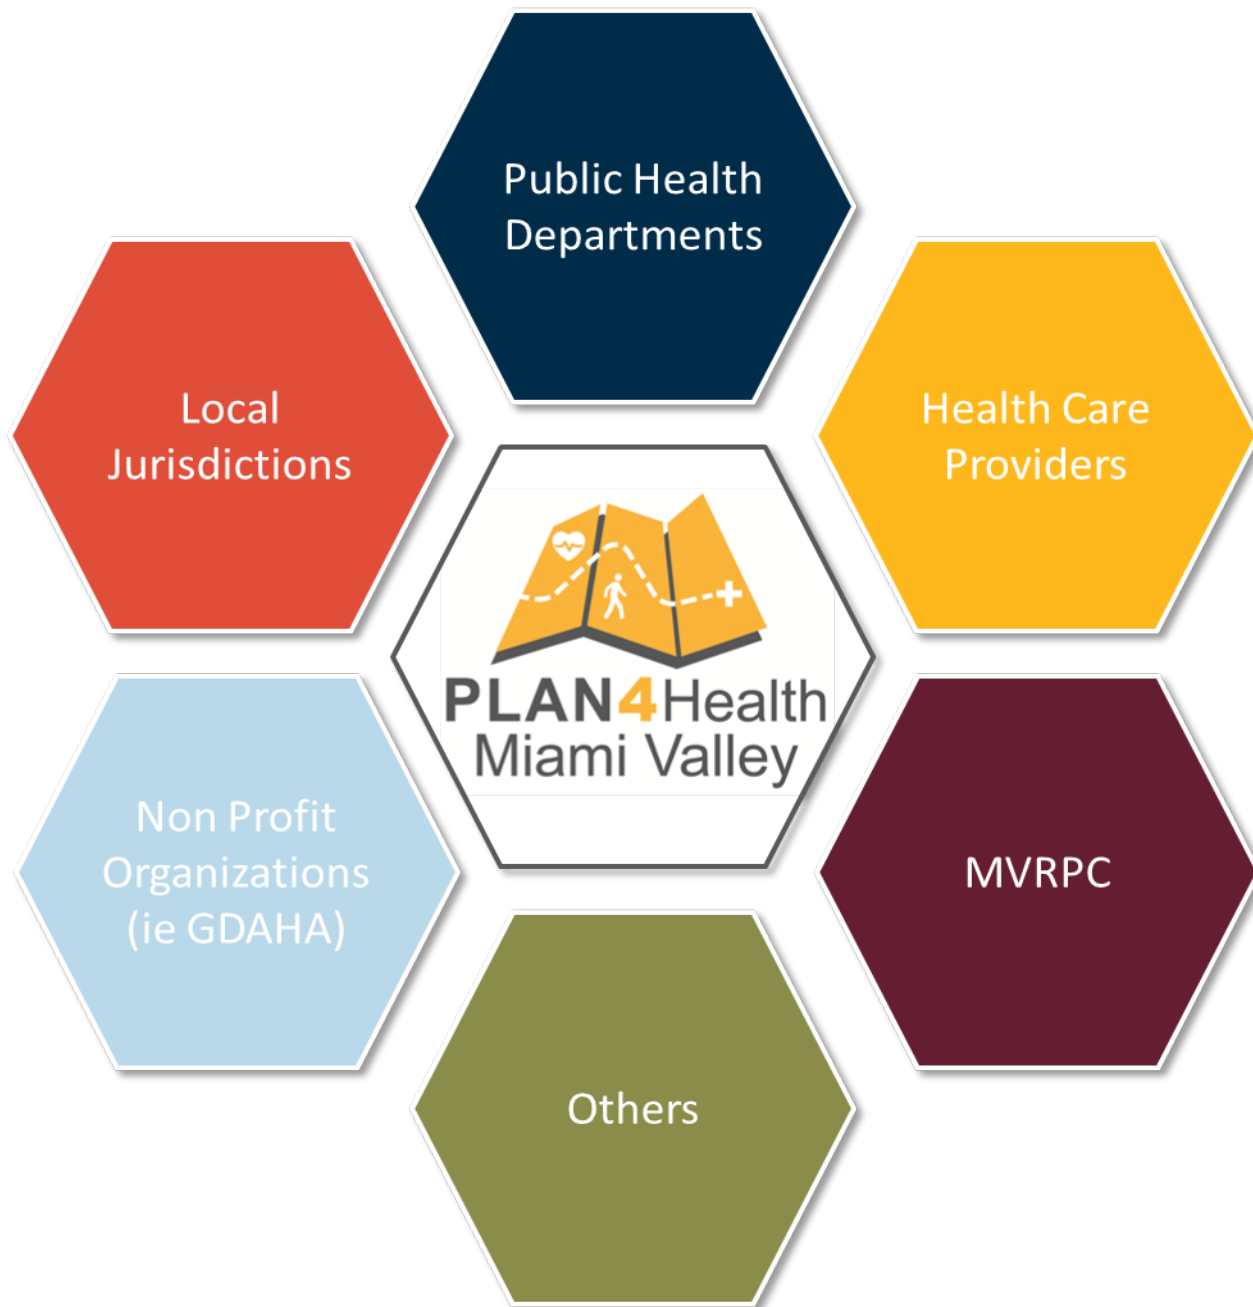 Public Health
Departments
Local
Jurisdictions
Health Care
Providers
PLAN4Health
Miami Valley
Non Profit
Organizations
(ie GDAHA)
MVRPC
Others